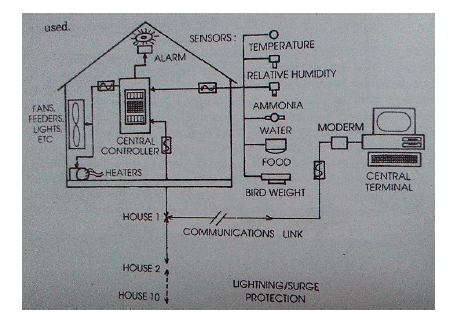 used.
SENSORS :
TEMPERATURE
ALARM
RELATIVE HUMIDITY
AMMONIA
FANS,
FEEDERS,
LIGHTS,
ETC
WATER
MODERM
CENTRAL
CONTROLLER
FOOD
CENTRAL
TERMINAL
HEATERS
BIRD WEIGHT
HOUSE 1
COMMUNICATIONS LINK
HOUSE 2
HOUSE 10
LIGHTNING/SURGE
PROTECTION